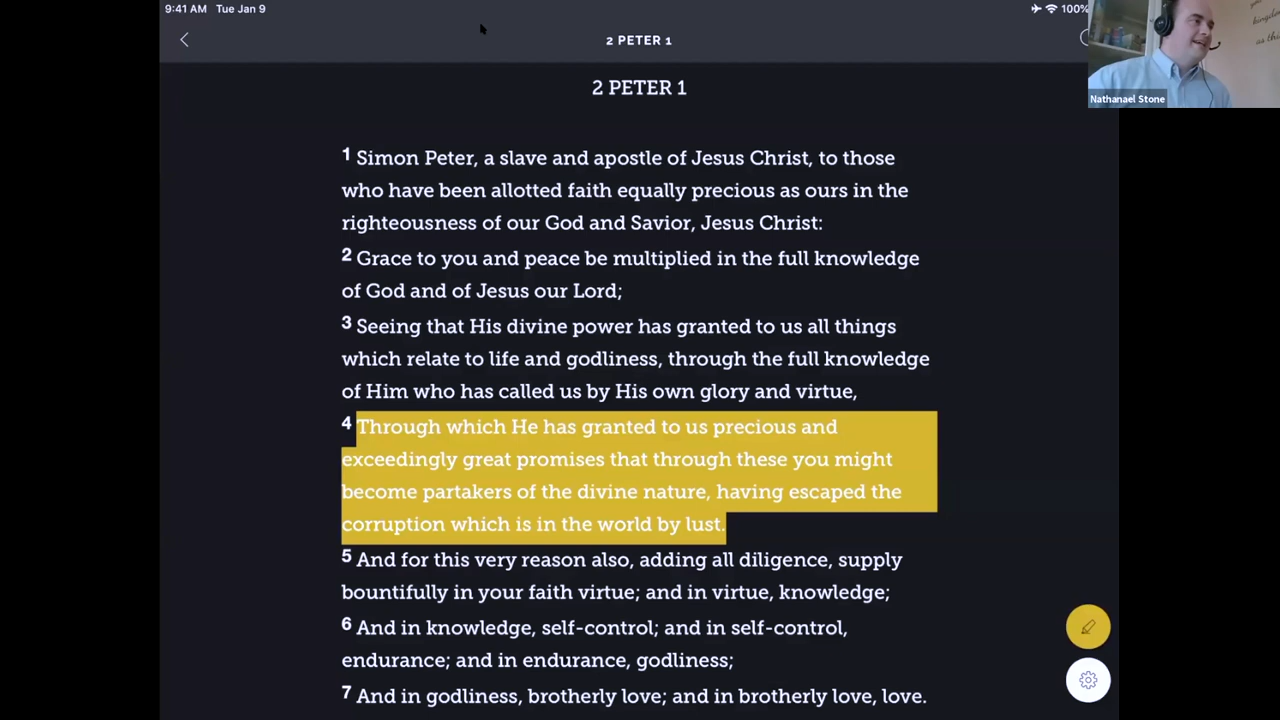 9:41 AM Tue Jan 9
100%
2 PETER 1
2 PETER 1
1 Simon Peter, a slave and apostle of Jesus Christ, to those
who have been allotted faith equally precious as ours in the
righteousness of our God and Savior, Jesus Christ:
2 Grace to you and peace be multiplied in the full knowledge
of God and of Jesus our Lord;
3 Seeing that His divine power has granted to us all things
which relate to life and godliness, through the full knowledge
of Him who has called us by His own glory and virtue,
4 Through which He has granted to us precious and
exceedingly great promises that through these you might
become partakers of the divine nature, having escaped the
corruption which is in the world by lust.
5 And for this very reason also, adding all diligence, supply
bountifully in your faith virtue; and in virtue, knowledge;
6 And in knowledge, self-control; and in self-control,
endurance; and in endurance, godliness;
7 And in godliness, brotherly love; and in brotherly love, love.
Nathanael Stone